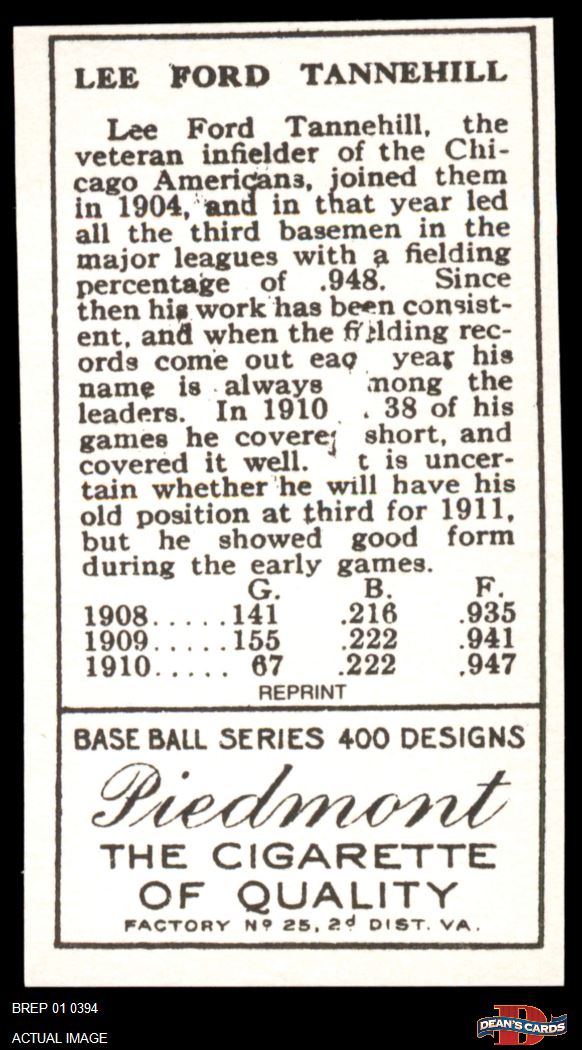 LEE FORD TANNEHILL
Lee Ford Tannehill, the
veteran infielder of the Chi-
cago Americans, joined them
in 1904, and in that year led
all the third basemen in the
major leagues with a fielding
percentage of .948. Since
then his work has been consist-
ent, and when the fielding rec-
ords come out eac year his
name is always mong the
leaders. In 1910 . 38 of his
games he covere short, and
covered it well. t is uncer-
tain whether he will have his
old position at third for 1911,
but he showed good form
during the early games.
G. B. F.
1908.....141 .216 .935
1909.....155 .222 .941
1910..... 67 .222 .947
REPRINT
BASE BALL SERIES 400 DESIGNS
Piedmont
THE CIGARETTE
OF QUALITY
FACTORY Nº 25, 2d DIST. VA.
BREP 01 0394
ACTUAL IMAGE
D
DEAN'S CARDS